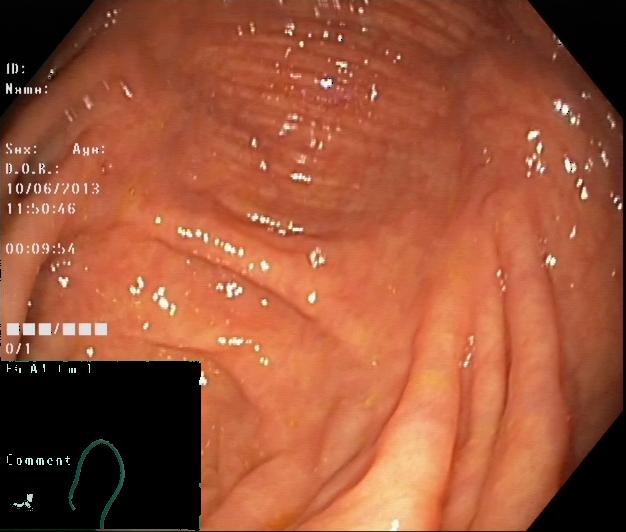 ID:
Name:
Sex: Age:
D.O.B.:
10/06/2013
11:50:46
00:09:54
■■■/■■■
0/1
Comment